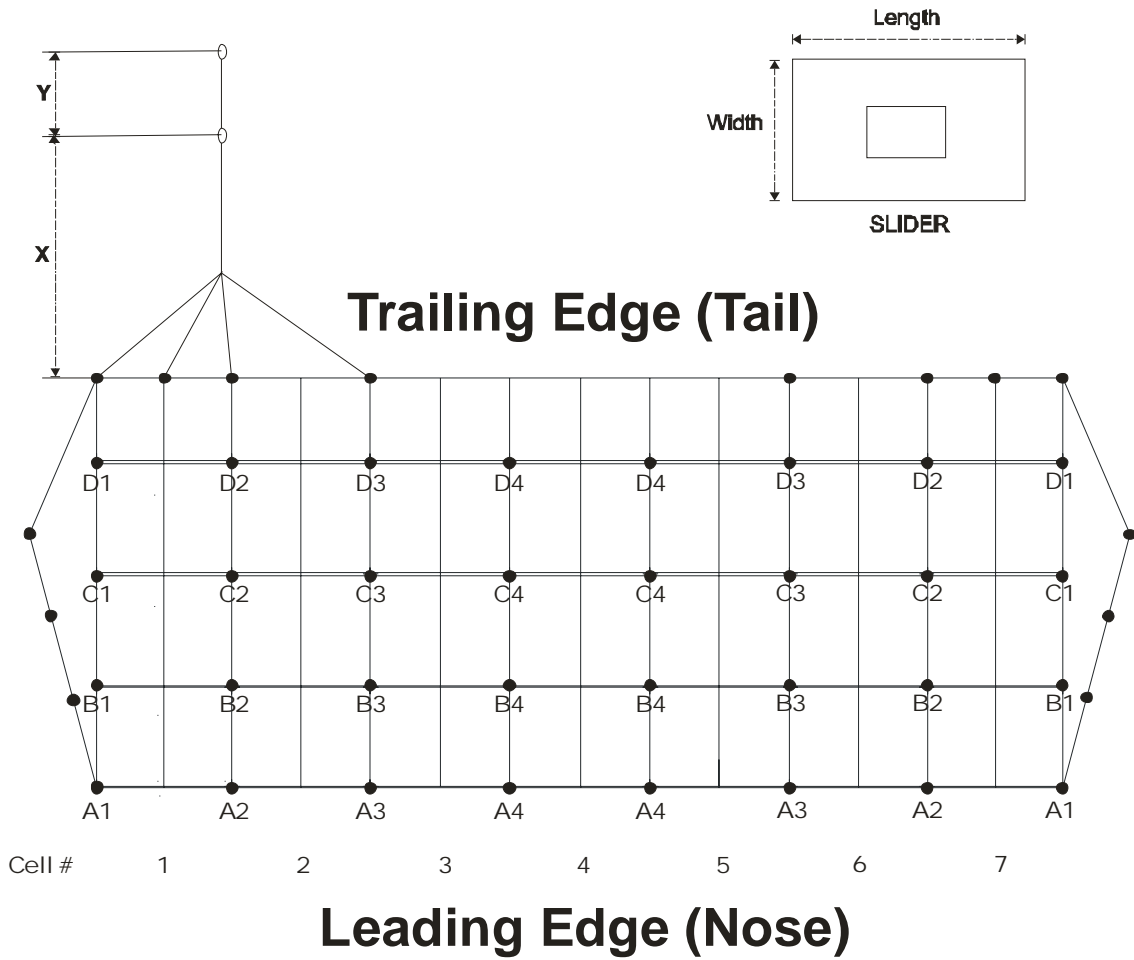 Length
Y
Width
X
SLIDER
Trailing Edge (Tail)
D1 D2 D3 D4 D4 D3 D2 D1
C1 C2 C3 C4 C4 C3 C2 C1
B1 B2 B3 B4 B4 B3 B2 B1
A1 A2 A3 A4 A4 A3 A2 A1
Cell # 1 2 3 4 5 6 7
Leading Edge (Nose)